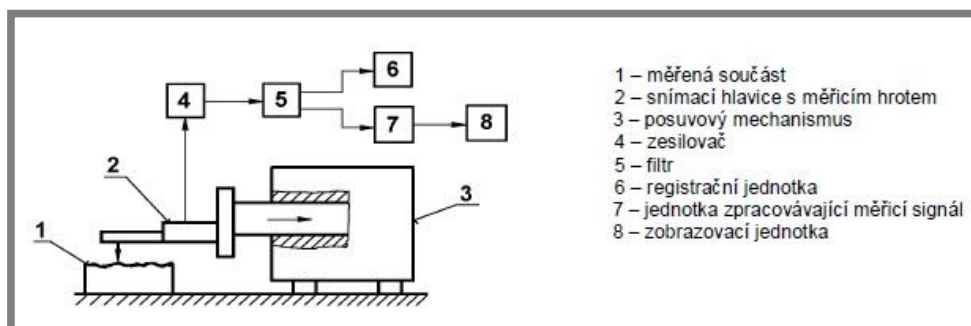 6
4
5
7
8
2
3
1
1 – měřená součást
2 – snímací hlavice s měřicím hrotem
3 – posuvový mechanismus
4 – zesilovač
5 – filtr
6 – registrační jednotka
7 – jednotka zpracovávající měřicí signál
8 – zobrazovací jednotka